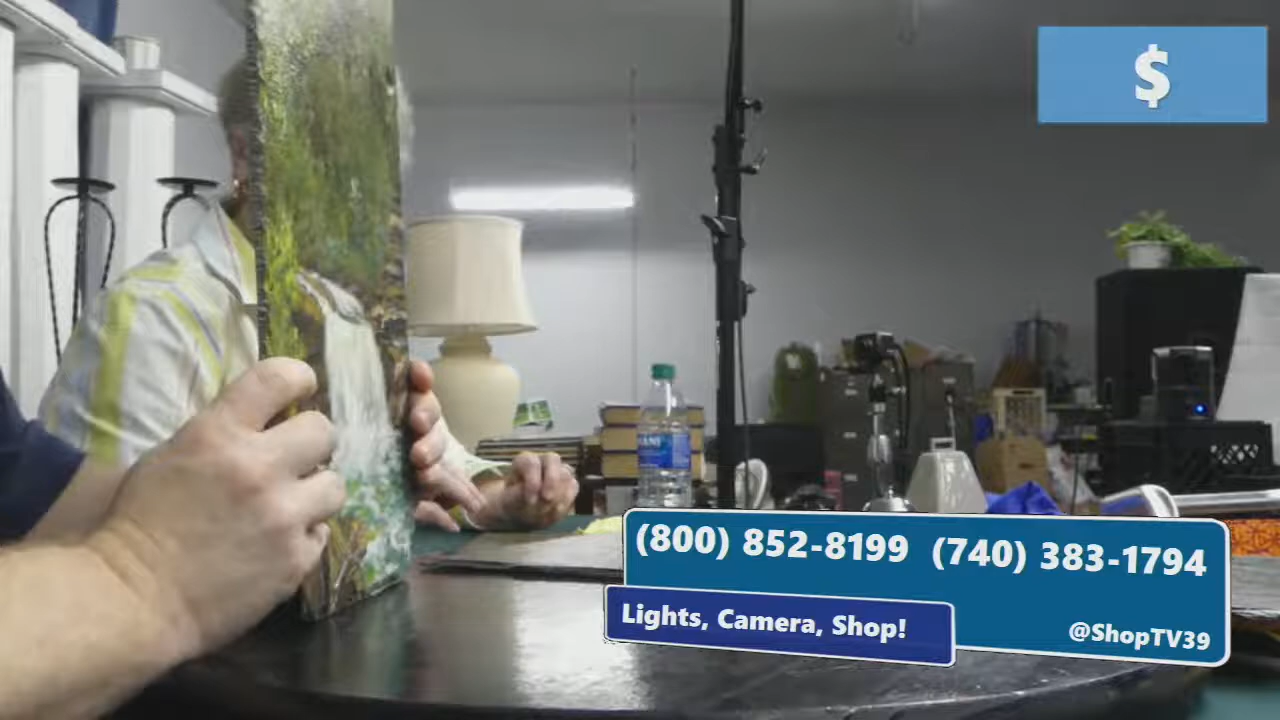 $
(800) 852-8199 (740) 383-1794
Lights, Camera, Shop!
@ShopTV39